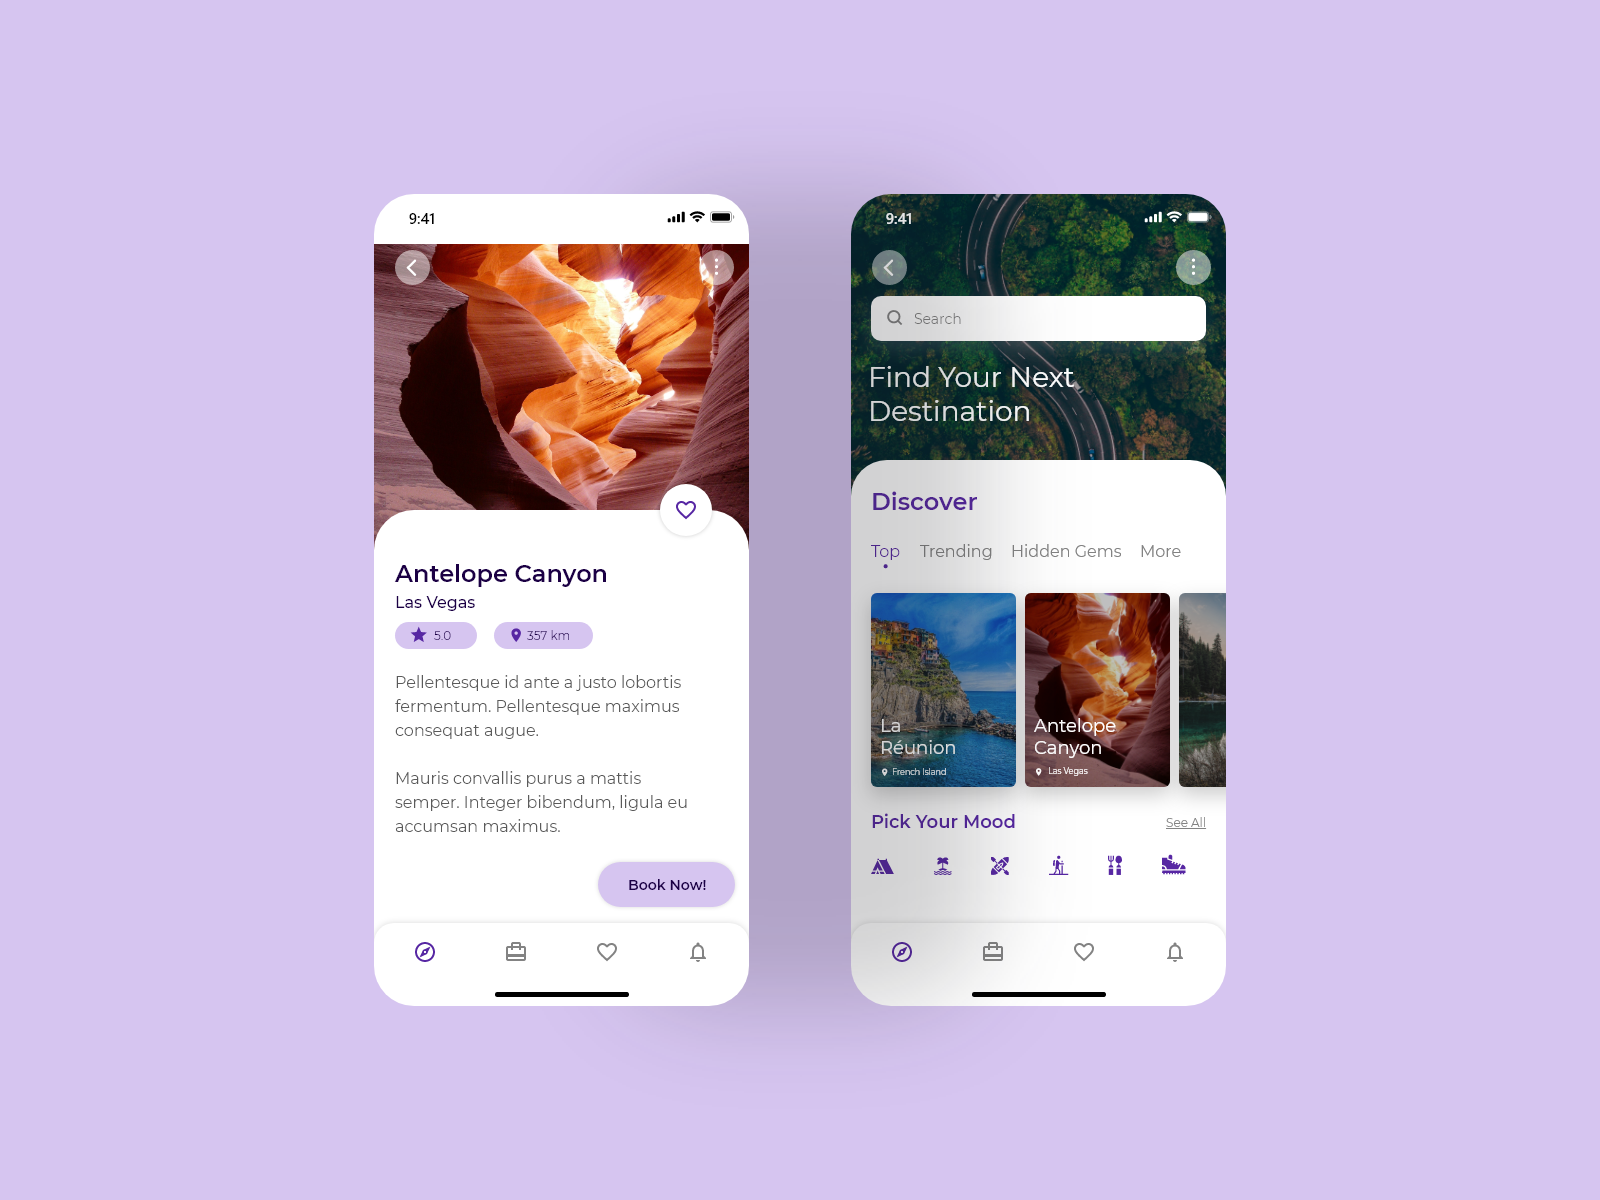 9:41
Antelope Canyon
Las Vegas
5.0
357 km
Pellentesque id ante a justo lobortis
fermentum. Pellentesque maximus
consequat augue.
Mauris convallis purus a mattis
semper. Integer bibendum, ligula eu
accumsan maximus.
Book Now!
9:41
Search
Find Your Next
Destination
Discover
Top Trending Hidden Gems More
La
Réunion
French Island
Antelope
Canyon
Las Vegas
Pick Your Mood
See All